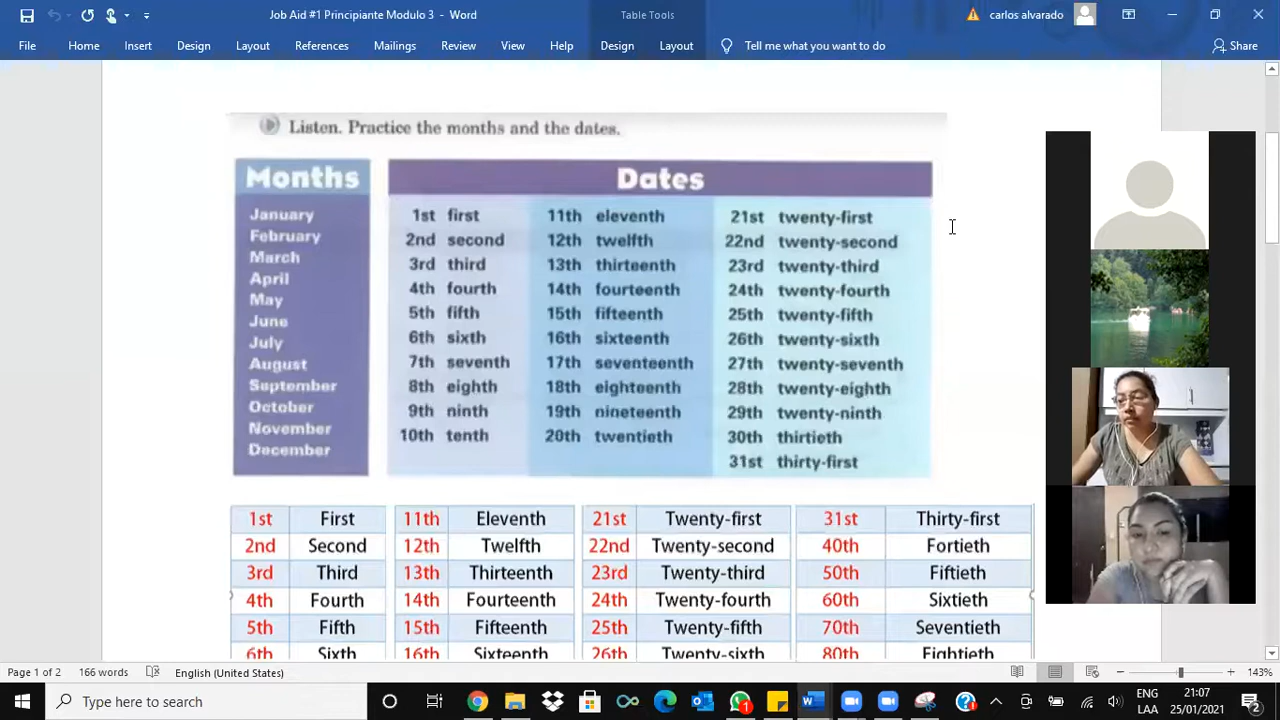 Job Aid #1 Principiante Modulo 3 - Word
Table Tools
carlos alvarado
File Home Insert Design Layout References Mailings Review View Help Design Layout Tell me what you want to do Share
Listen. Practice the months and the dates.
Months
January
February
March
April
May
June
July
August
September
October
November
December
Dates
1st first 11th eleventh 21st twenty-first
2nd second 12th twelfth 22nd twenty-second
3rd third 13th thirteenth 23rd twenty-third
4th fourth 14th fourteenth 24th twenty-fourth
5th fifth 15th fifteenth 25th twenty-fifth
6th sixth 16th sixteenth 26th twenty-sixth
7th seventh 17th seventeenth 27th twenty-seventh
8th eighth 18th eighteenth 28th twenty-eighth
9th ninth 19th nineteenth 29th twenty-ninth
10th tenth 20th twentieth 30th thirtieth
31st thirty-first
1st First 11th Eleventh 21st Twenty-first 31st Thirty-first
2nd Second 12th Twelfth 22nd Twenty-second 40th Fortieth
3rd Third 13th Thirteenth 23rd Twenty-third 50th Fiftieth
4th Fourth 14th Fourteenth 24th Twenty-fourth 60th Sixtieth
5th Fifth 15th Fifteenth 25th Twenty-fifth 70th Seventieth
6th Sixth 16th Sixteenth 26th Twenty-sixth 80th Eightieth
Page 1 of 2 166 words English (United States) 143%
Type here to search
ENG 21:07
LAA 25/01/2021